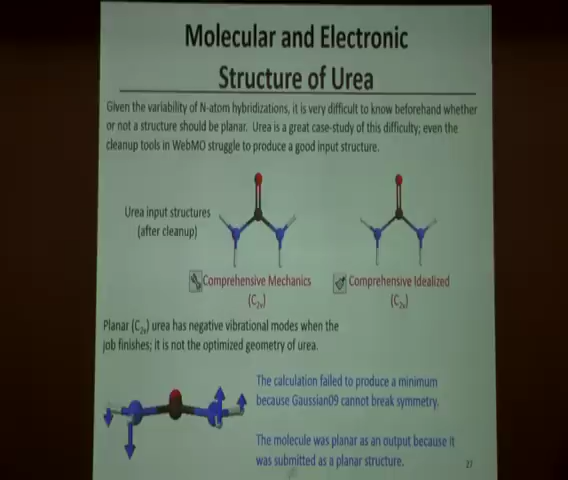 Molecular and Electronic
Structure of Urea
Given the variability of N-atom hybridizations, it is very difficult to know beforehand whether
or not a structure should be planar. Urea is a great case-study of this difficulty; even the
cleanup tools in WebMO struggle to produce a good input structure.
Urea input structures
(after cleanup)
Comprehensive Mechanics
(C2v)
Comprehensive Idealized
(C2v)
Planar (C2v) urea has negative vibrational modes when the
job finishes; it is not the optimized geometry of urea.
The calculation failed to produce a minimum
because Gaussian09 cannot break symmetry.
The molecule was planar as an output because it
was submitted as a planar structure.
27